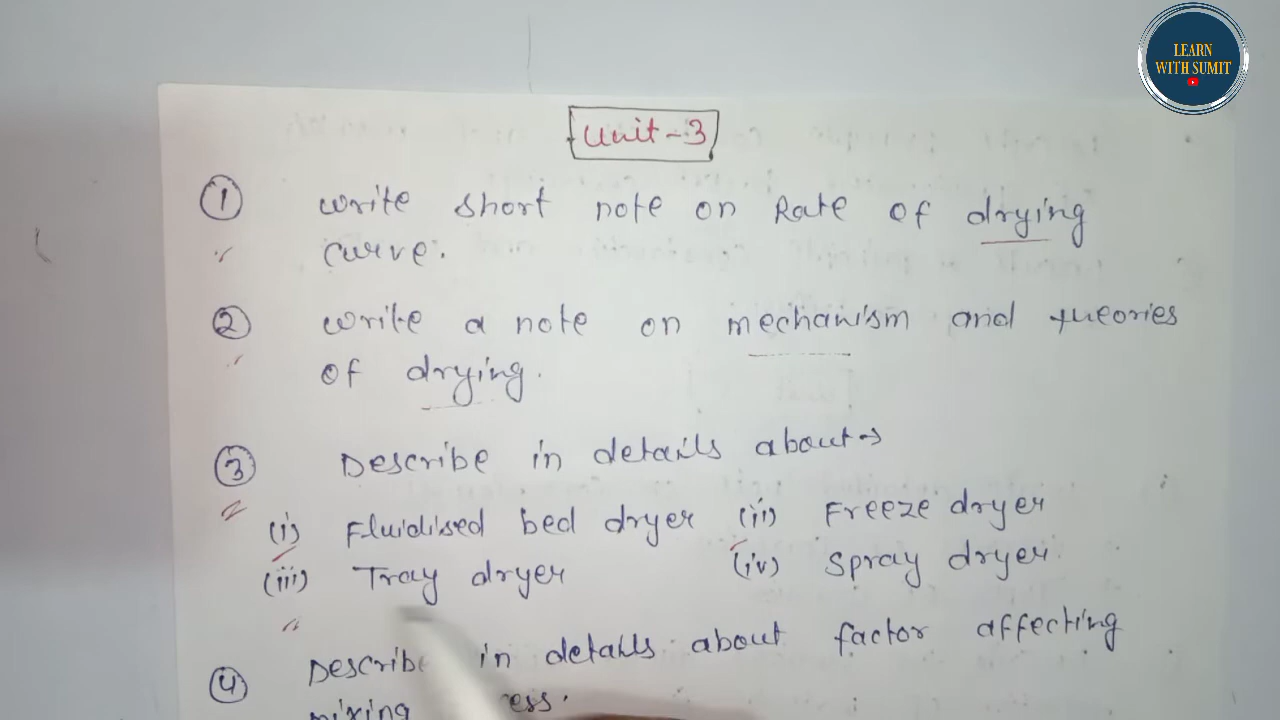 LEARN
WITH SUMIT
Unit-3
① Write short note on Rate of drying
curve.
② Write a note on mechanism and theories
of drying.
③ Describe in details about→
(i) Fluidised bed dryer (ii) Freeze dryer
(iii) Tray dryer (iv) Spray dryer
④ Describe in details about factor affecting
mixing